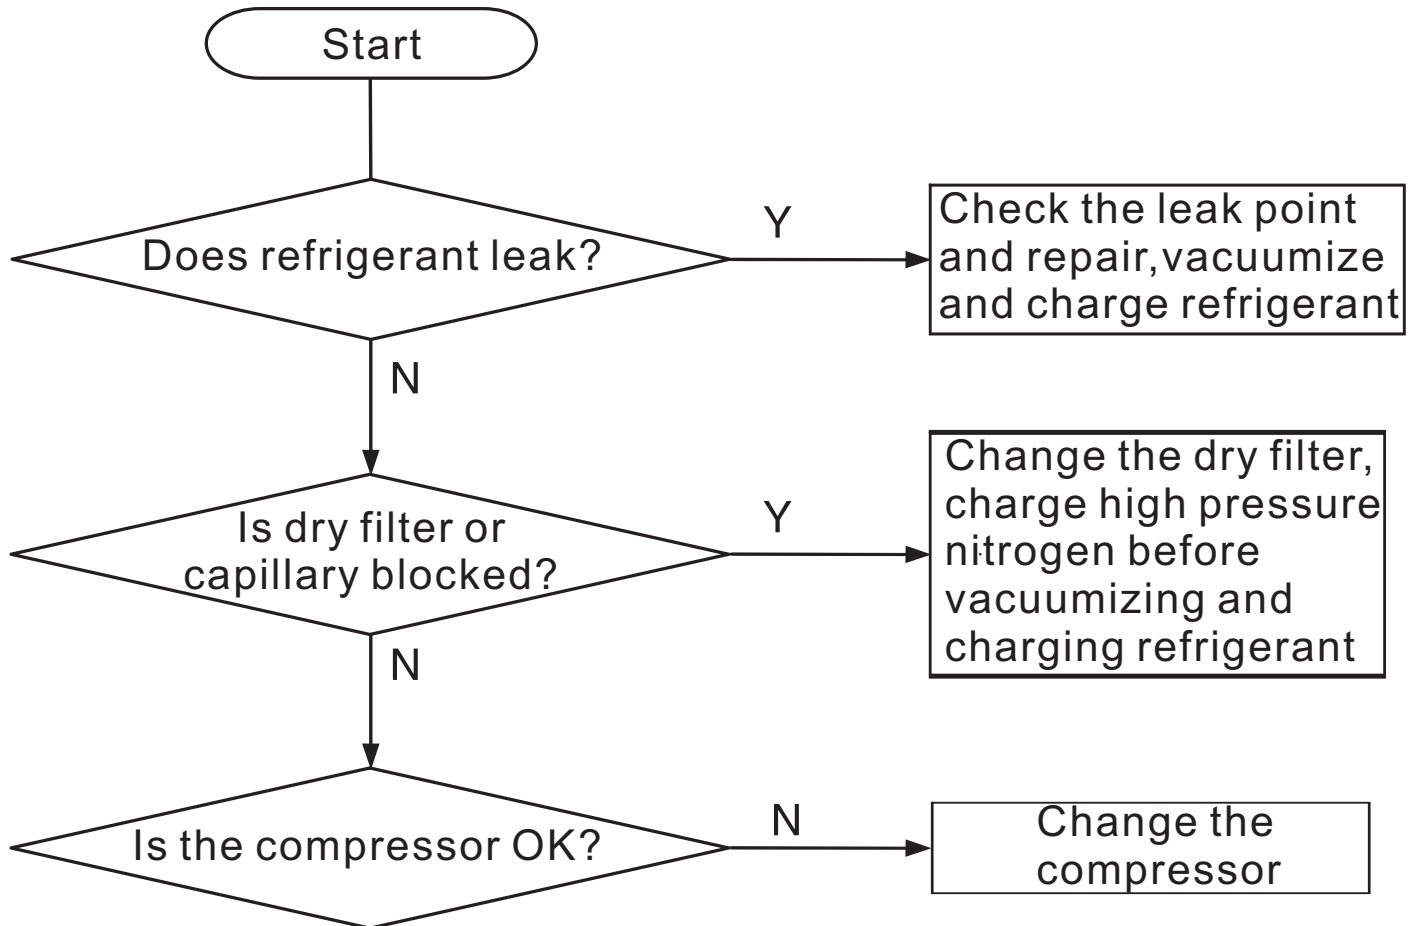 Start
Does refrigerant leak?
Y
Check the leak point
and repair,vacuumize
and charge refrigerant
N
Is dry filter or
capillary blocked?
Y
Change the dry filter,
charge high pressure
nitrogen before
vacuumizing and
charging refrigerant
N
Is the compressor OK?
N
Change the
compressor